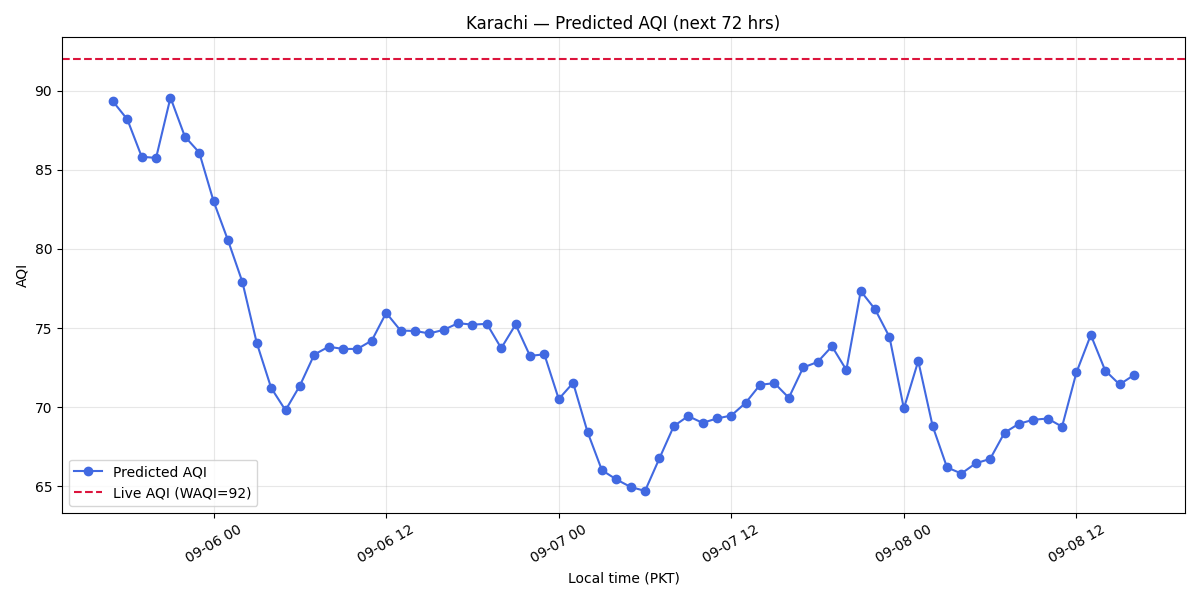 Karachi — Predicted AQI (next 72 hrs)
AQI
90
85
80
75
70
65
Predicted AQI
Live AQI (WAQI=92)
09-06 00
09-06 12
09-07 00
09-07 12
09-08 00
09-08 12
Local time (PKT)